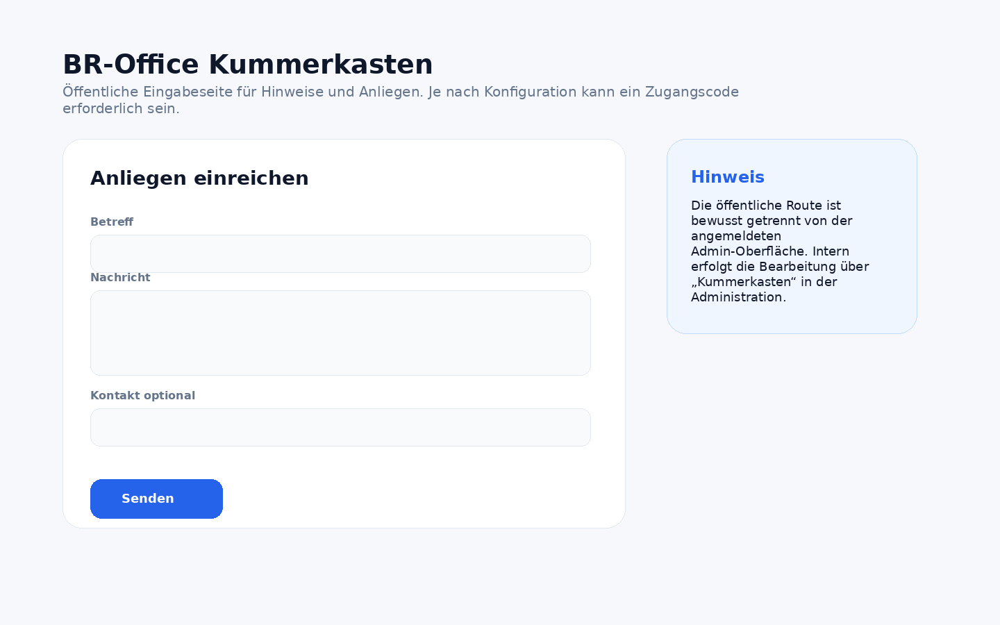 BR-Office Kummerkasten
Öffentliche Eingabeseite für Hinweise und Anliegen. Je nach Konfiguration kann ein Zugangscode
erforderlich sein.
Anliegen einreichen
Betreff
Nachricht
Kontakt optional
Senden
Hinweis
Die öffentliche Route ist
bewusst getrennt von der
angemeldeten
Admin-Oberfläche. Intern
erfolgt die Bearbeitung über
„Kummerkasten“ in der
Administration.